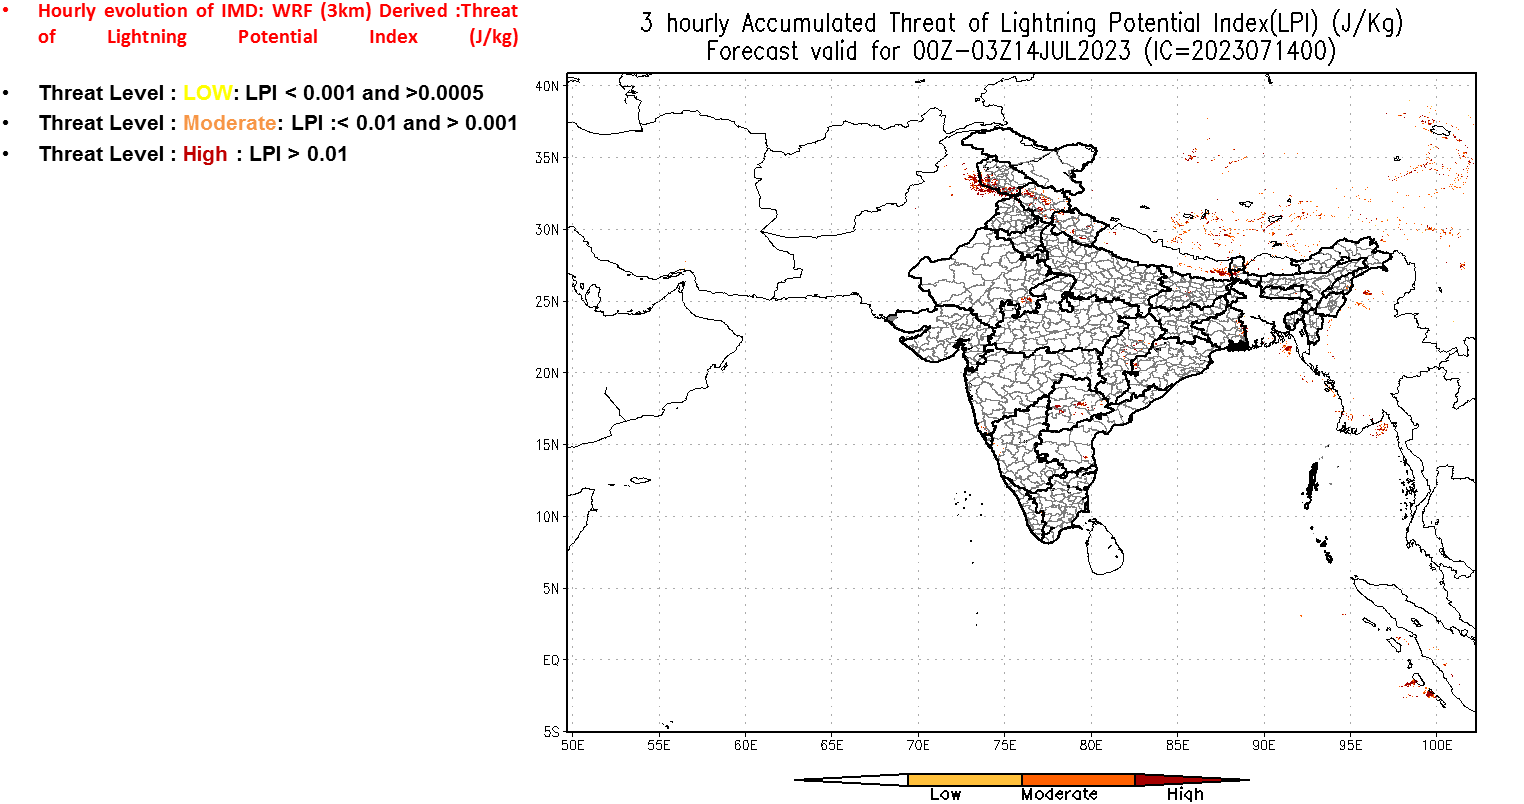 • Hourly evolution of IMD: WRF (3km) Derived :Threat
of Lightning Potential Index (J/kg)
• Threat Level : LOW: LPI < 0.001 and >0.0005
• Threat Level : Moderate: LPI :< 0.01 and > 0.001
• Threat Level : High : LPI > 0.01
3 hourly Accumulated Threat of Lightning Potential Index(LPI) (J/Kg)
Forecast valid for 00Z-03Z14JUL2023 (IC=2023071400)
40N
35N
30N
25N
20N
15N
10N
5N
EQ
5S
50E 55E 60E 65E 70E 75E 80E 85E 90E 95E 100E
Low Moderate High